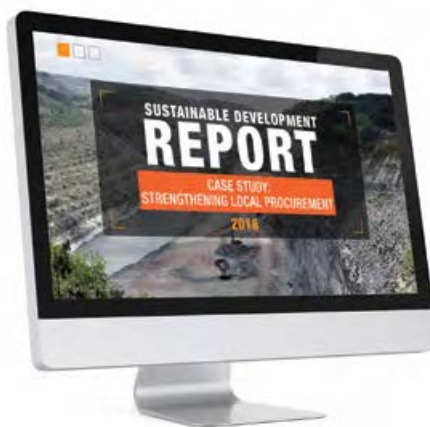 SUSTAINABLE DEVELOPMENT
REPORT
CASE STUDY:
STRENGTHENING LOCAL PROCUREMENT
2018